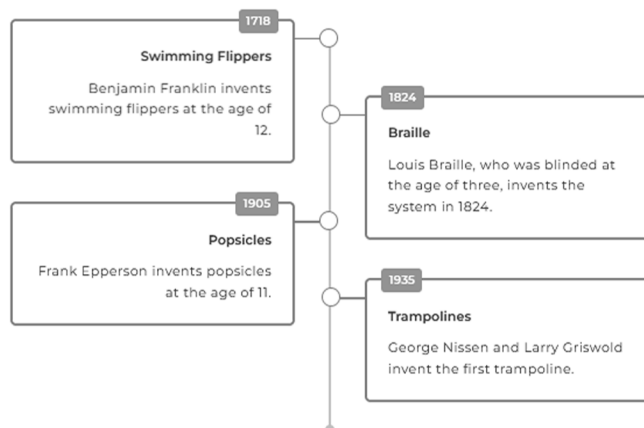 1718
Swimming Flippers
Benjamin Franklin invents
swimming flippers at the age of
12.
1824
Braille
Louis Braille, who was blinded at
the age of three, invents the
system in 1824.
1905
Popsicles
Frank Epperson invents popsicles
at the age of 11.
1935
Trampolines
George Nissen and Larry Griswold
invent the first trampoline.